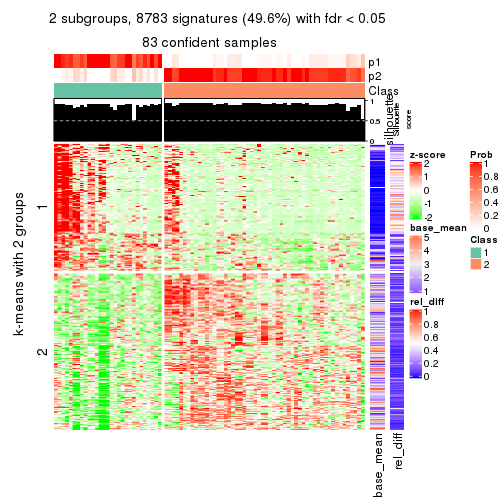 2 subgroups, 8783 signatures (49.6%) with fdr < 0.05
83 confident samples
p1
p2
Class
1
0.5
0
silhouette
Silhouette
score
k-means with 2 groups
1
2
base_mean
rel_diff
z-score
2
1
0
-1
-2
base_mean
5
4
3
2
1
rel_diff
1
0.8
0.6
0.4
0.2
0
Prob
1
0.8
0.6
0.4
0.2
0
Class
1
2